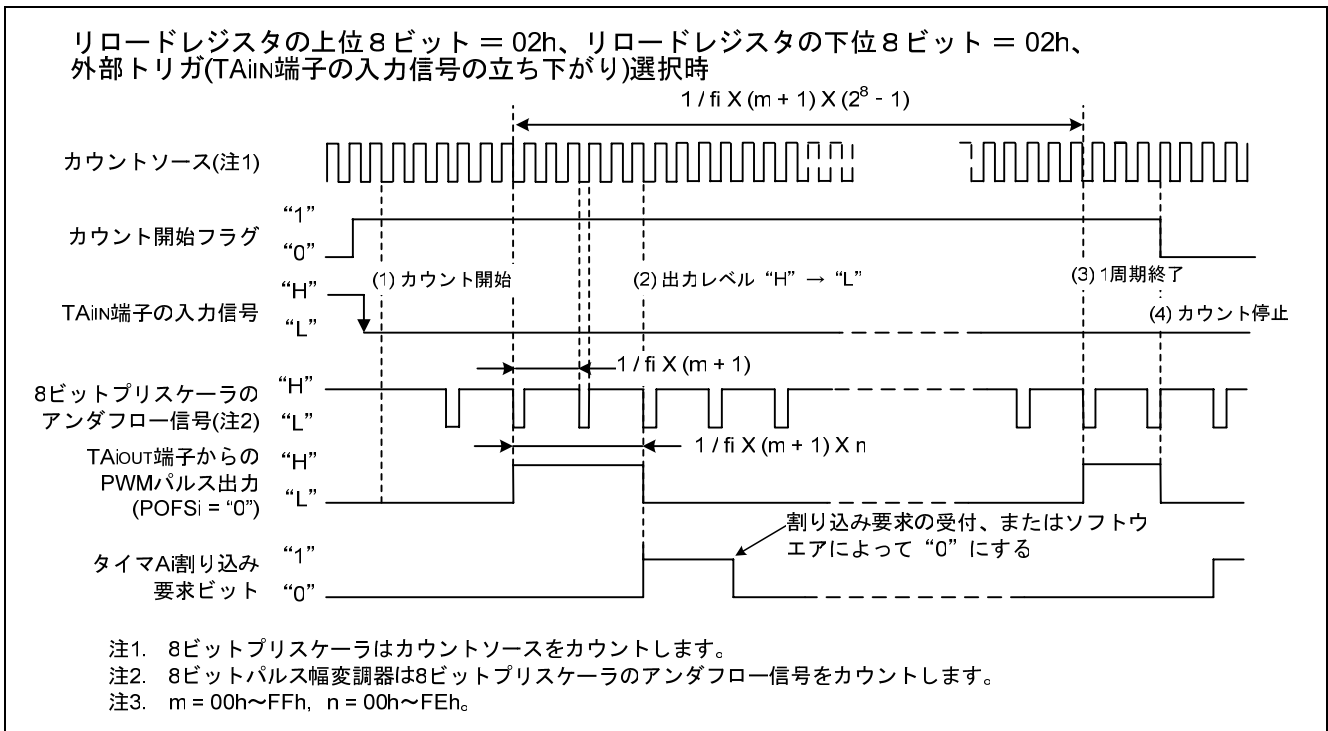 リロードレジスタの上位8ビット = 02h、リロードレジスタの下位8ビット = 02h、
外部トリガ(TAiIN端子の入力信号の立ち下がり)選択時
1 / fi X (m + 1) X (2⁸ - 1)
カウントソース(注1)
カウント開始フラグ
“1”
“0”
(1) カウント開始
(2) 出力レベル “H” → “L”
(3) 1周期終了
(4) カウント停止
TAiIN端子の入力信号
“H”
“L”
1 / fi X (m + 1)
8ビットプリスケーラの
アンダフロー信号(注2)
“H”
“L”
1 / fi X (m + 1) X n
TAiOUT端子からの
PWMパルス出力
(POFSi = “0”)
“H”
“L”
割り込み要求の受付、またはソフトウ
エアによって “0” にする
タイマAi割り込み
要求ビット
“1”
“0”
注1. 8ビットプリスケーラはカウントソースをカウントします。
注2. 8ビットパルス幅変調器は8ビットプリスケーラのアンダフロー信号をカウントします。
注3. m = 00h～FFh, n = 00h～FEh。